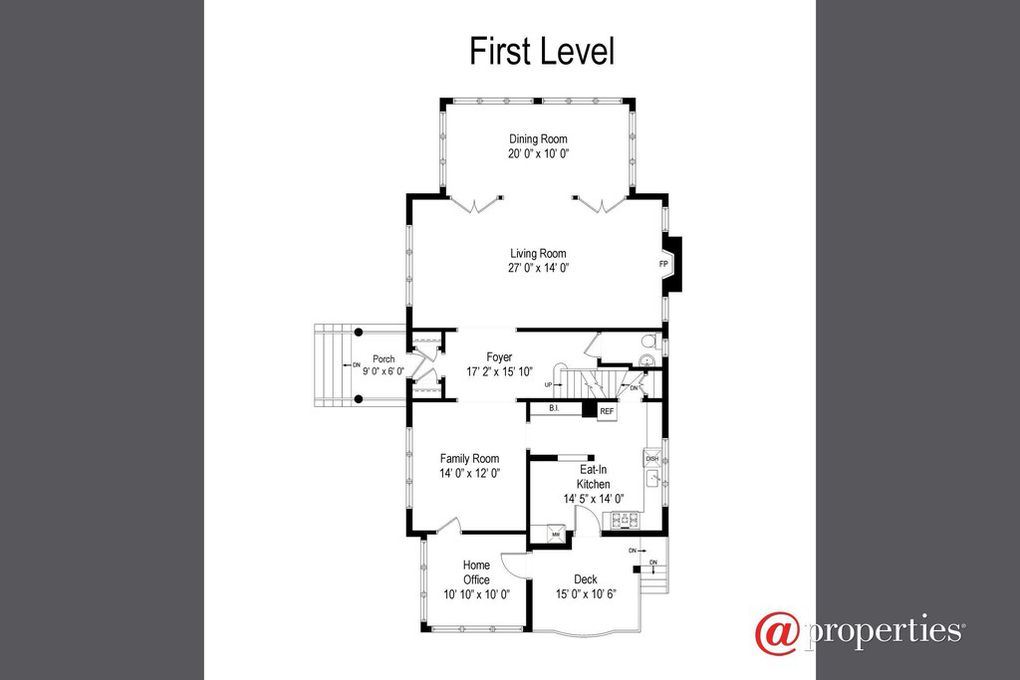 First Level
Dining Room
20' 0" x 10' 0"
Living Room
27' 0" x 14' 0"
FP
Porch
9' 0" x 6' 0"
DN
Foyer
17' 2" x 15' 10"
UP
DN
B.I.
REF
Family Room
14' 0" x 12' 0"
DISH
Eat-In
Kitchen
14' 5" x 14' 0"
MW
DN
DN
Home
Office
10' 10" x 10' 0"
Deck
15' 0" x 10' 6"
@properties®